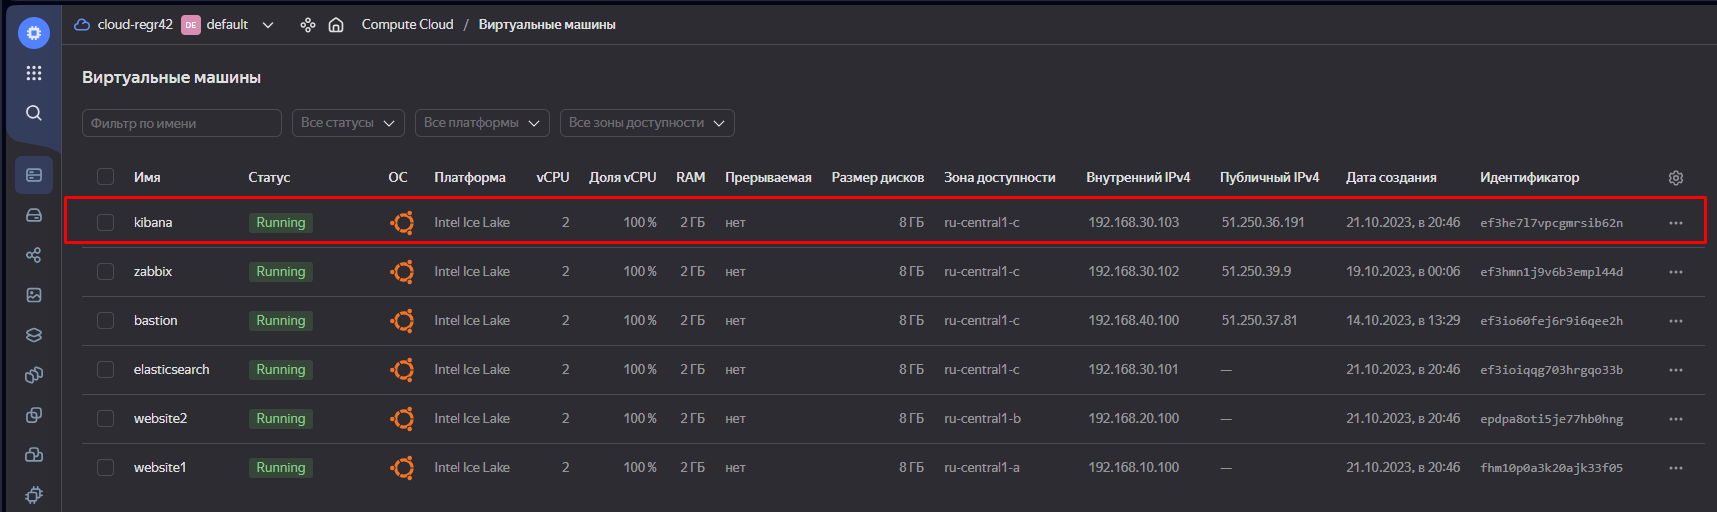 cloud-regr42 DE default Compute Cloud / Виртуальные машины
Виртуальные машины
Фильтр по имени Все статусы Все платформы Все зоны доступности
Имя Статус ОС Платформа vCPU Доля vCPU RAM Прерываемая Размер дисков Зона доступности Внутренний IPv4 Публичный IPv4 Дата создания Идентификатор
kibana Running Intel Ice Lake 2 100 % 2 ГБ нет 8 ГБ ru-central1-c 192.168.30.103 51.250.36.191 21.10.2023, в 20:46 ef3he7l7vpcgmrsib62n
zabbix Running Intel Ice Lake 2 100 % 2 ГБ нет 8 ГБ ru-central1-c 192.168.30.102 51.250.39.9 19.10.2023, в 00:06 ef3hmn1j9v6b3empl44d
bastion Running Intel Ice Lake 2 100 % 2 ГБ нет 8 ГБ ru-central1-c 192.168.40.100 51.250.37.81 14.10.2023, в 13:29 ef3io60fej6r9i6qee2h
elasticsearch Running Intel Ice Lake 2 100 % 2 ГБ нет 8 ГБ ru-central1-c 192.168.30.101 — 21.10.2023, в 20:46 ef3ioiqqg703hrgqo33b
website2 Running Intel Ice Lake 2 100 % 2 ГБ нет 8 ГБ ru-central1-b 192.168.20.100 — 21.10.2023, в 20:46 epdpa8oti5je77hb0hng
website1 Running Intel Ice Lake 2 100 % 2 ГБ нет 8 ГБ ru-central1-a 192.168.10.100 — 21.10.2023, в 20:46 fhm10p0a3k20ajk33f05